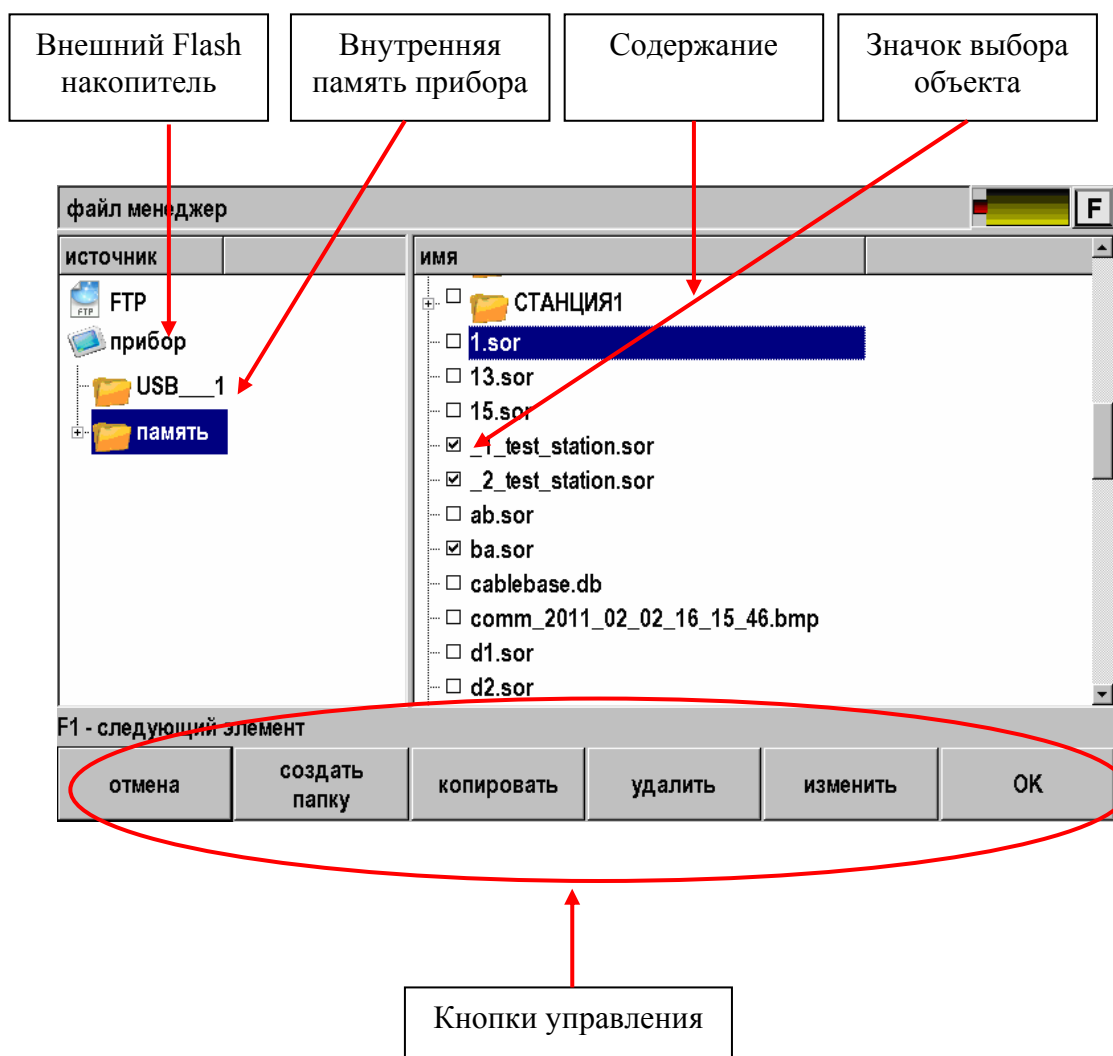 Внешний Flash
накопитель
Внутренняя
память прибора
Содержание
Значок выбора
объекта
файл менеджер
F
источник
имя
FTP
FTP
прибор
USB___1
память
СТАНЦИЯ1
1.sor
13.sor
15.sor
_1_test_station.sor
_2_test_station.sor
ab.sor
ba.sor
cablebase.db
comm_2011_02_02_16_15_46.bmp
d1.sor
d2.sor
F1 - следующий элемент
отмена
создать
папку
копировать
удалить
изменить
OK
Кнопки управления